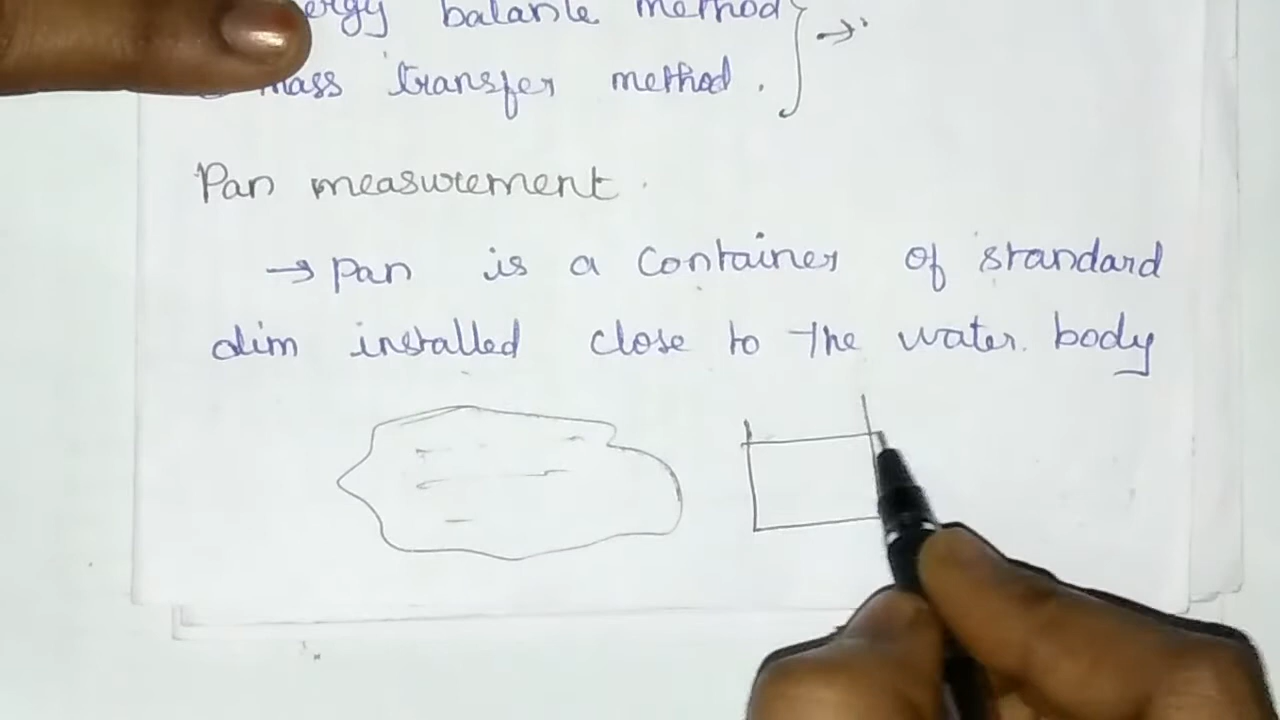 balance method
mass transfer method.
Pan measurement.
→ pan is a container of standard
dim installed close to the water body